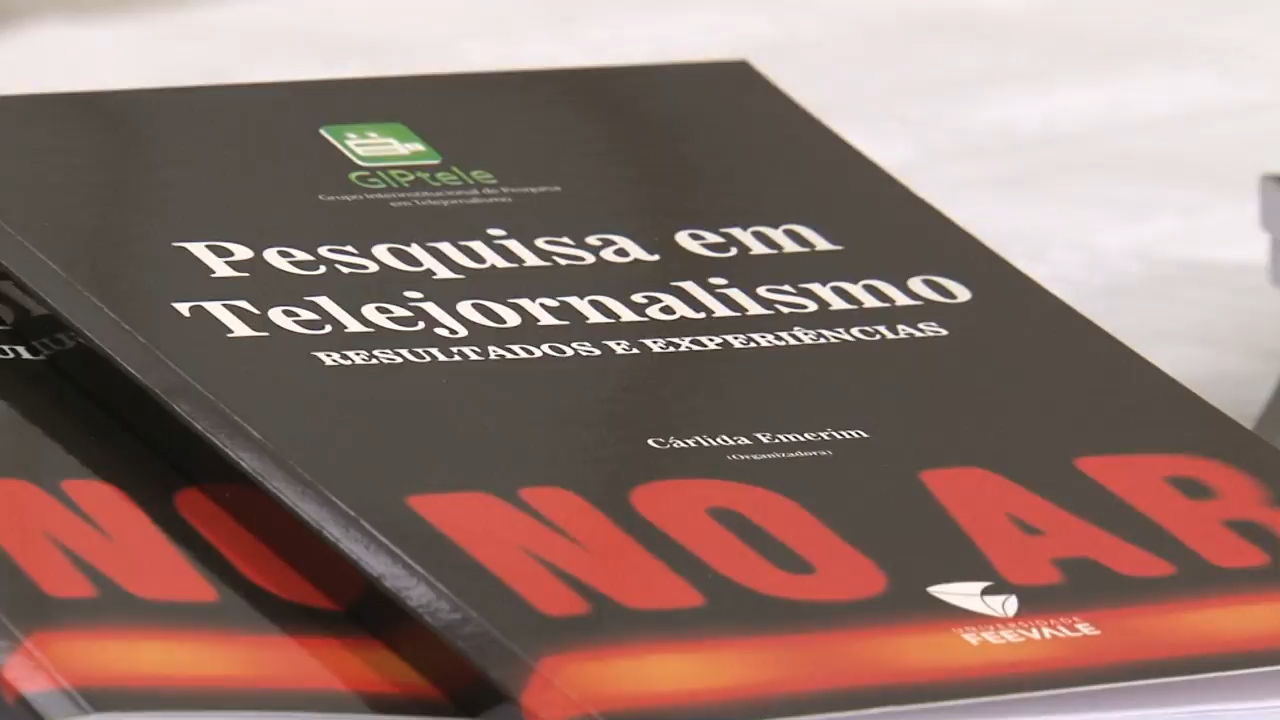 GIPtele
Grupo Interinstitucional de Pesquisa
em Telejornalismo
Pesquisa em
Telejornalismo
RESULTADOS E EXPERIÊNCIAS
Cárlida Emerim
(Organizadora)
NO AR
UNIVERSIDADE
FEEVALE
NO